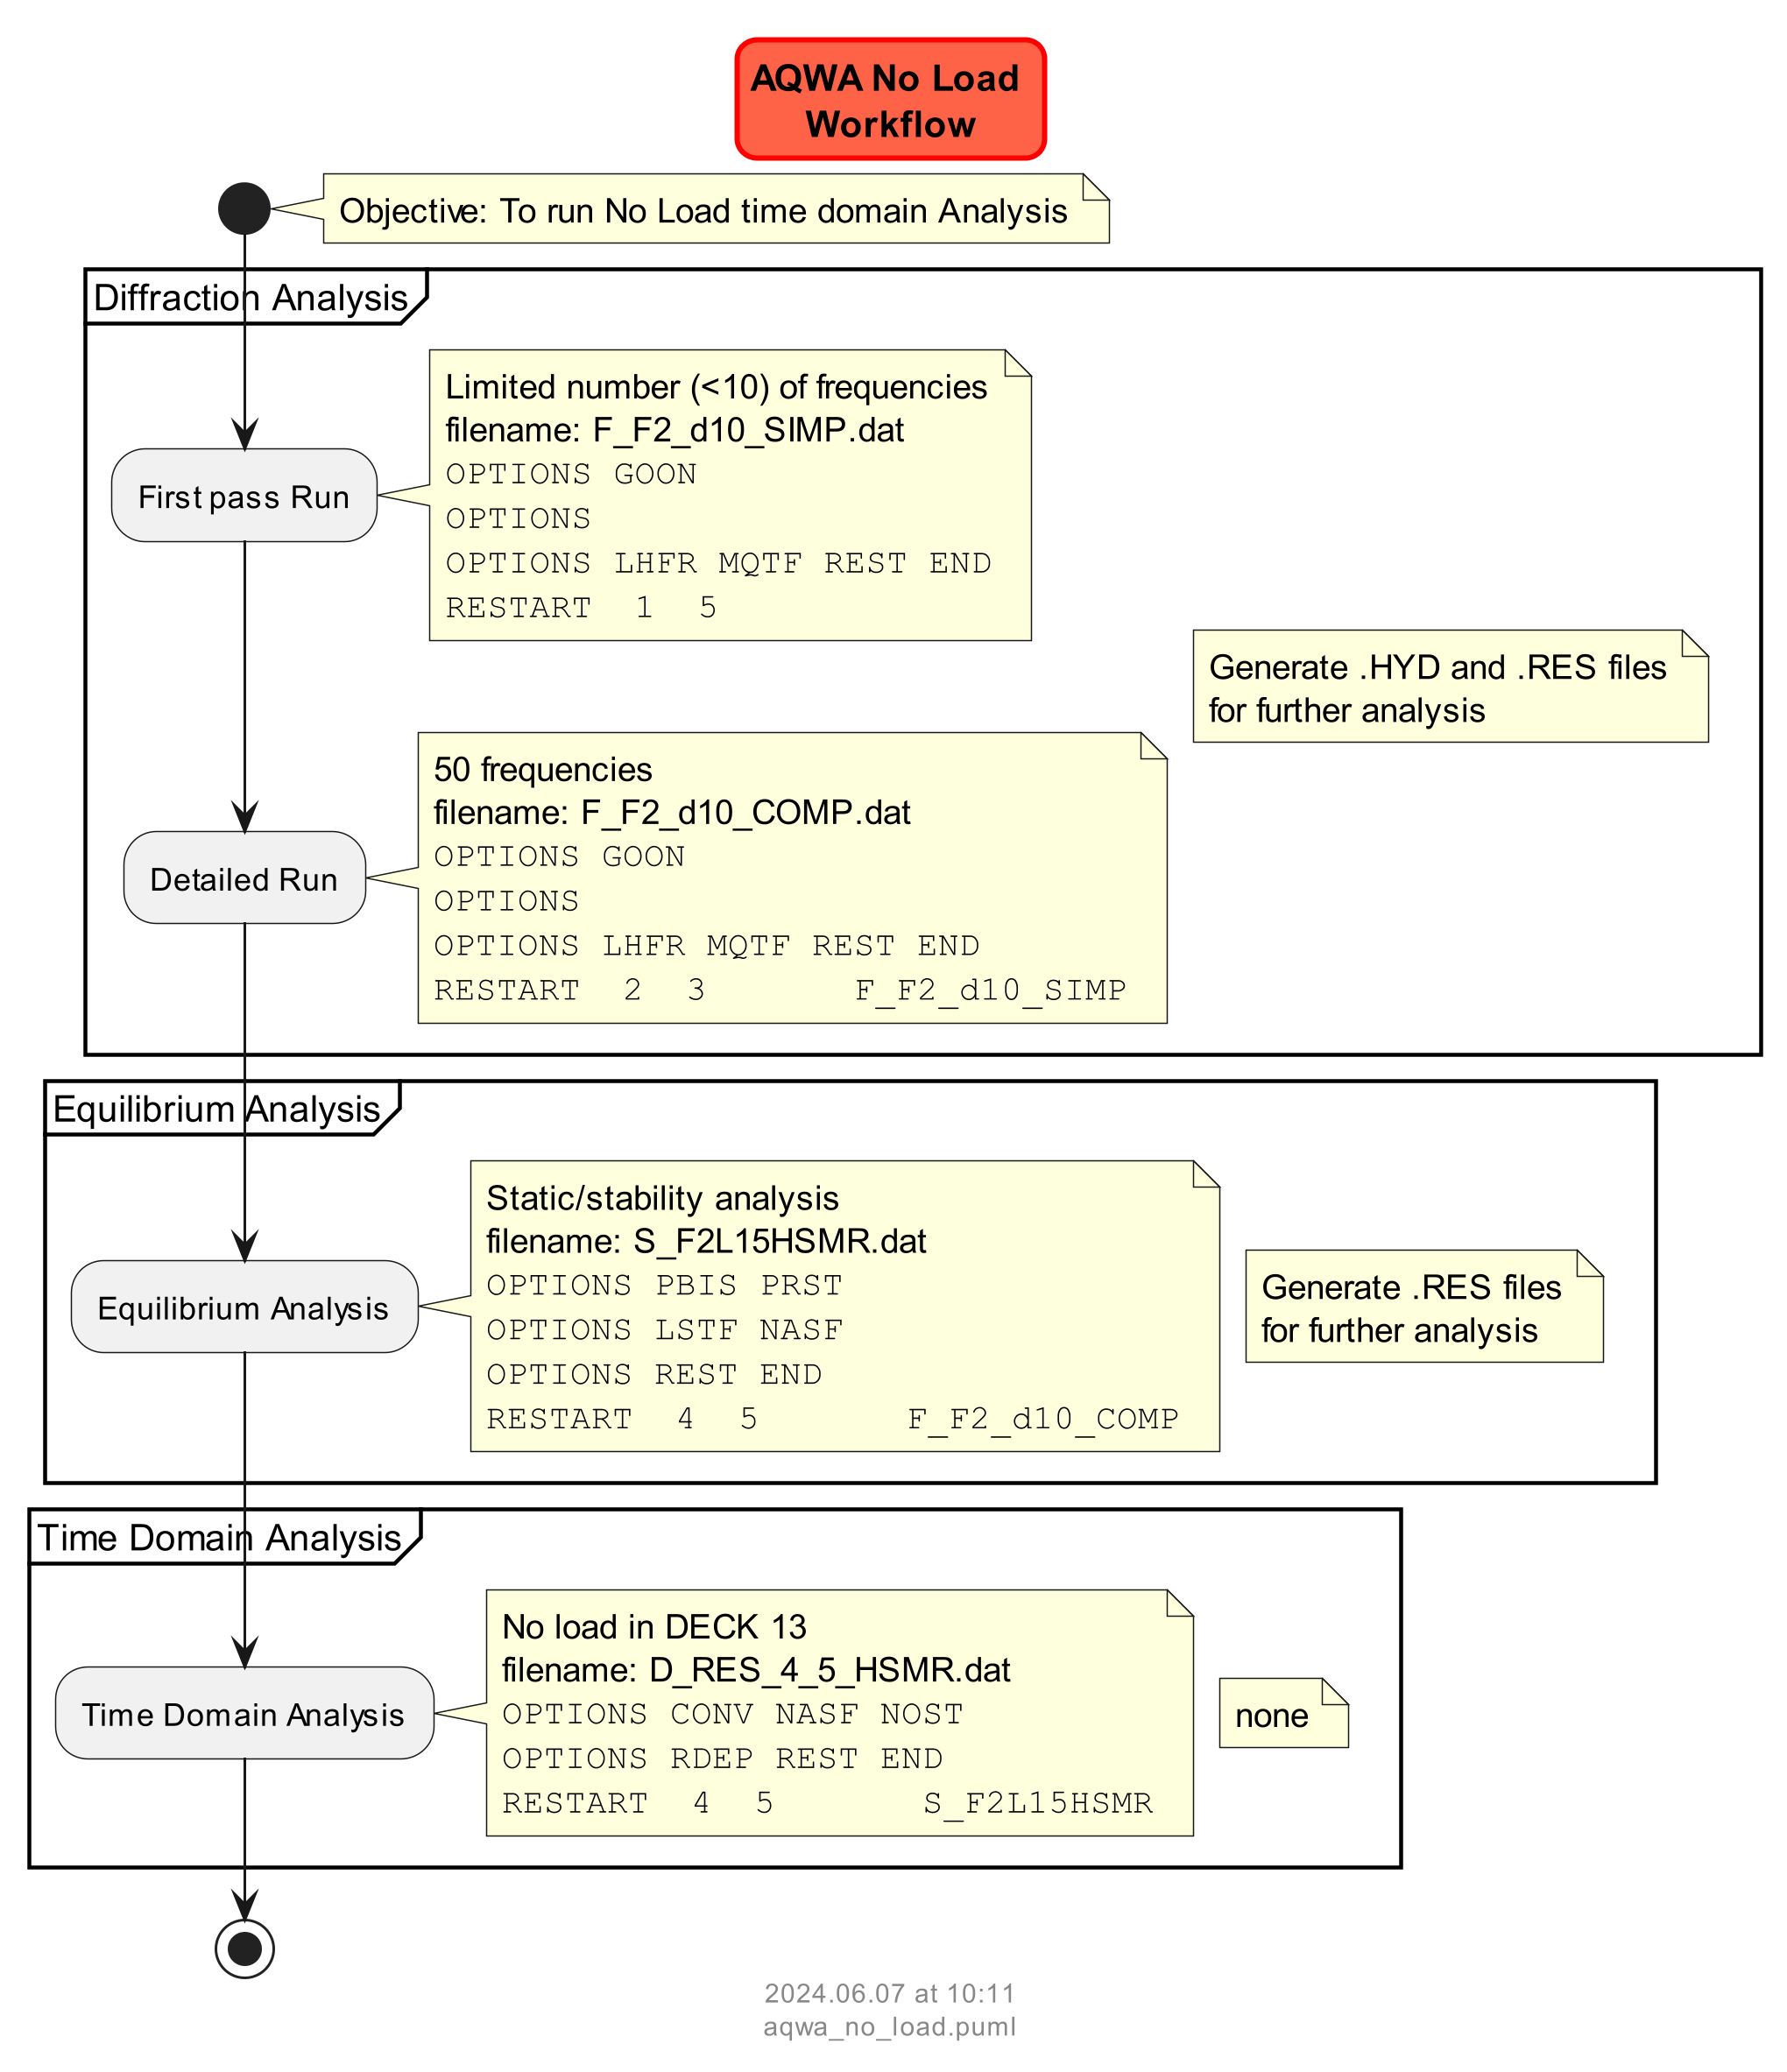 AQWA No Load
Workflow
Objective: To run No Load time domain Analysis
Diffraction Analysis
Limited number (<10) of frequencies
filename: F_F2_d10_SIMP.dat
OPTIONS GOON
OPTIONS
OPTIONS LHFR MQTF REST END
RESTART  1  5
First pass Run
Generate .HYD and .RES files
for further analysis
50 frequencies
filename: F_F2_d10_COMP.dat
OPTIONS GOON
OPTIONS
OPTIONS LHFR MQTF REST END
RESTART  2  3       F_F2_d10_SIMP
Detailed Run
Equilibrium Analysis
Static/stability analysis
filename: S_F2L15HSMR.dat
OPTIONS PBIS PRST
OPTIONS LSTF NASF
OPTIONS REST END
RESTART  4  5       F_F2_d10_COMP
Equilibrium Analysis
Generate .RES files
for further analysis
Time Domain Analysis
No load in DECK 13
filename: D_RES_4_5_HSMR.dat
OPTIONS CONV NASF NOST
OPTIONS RDEP REST END
RESTART  4  5       S_F2L15HSMR
Time Domain Analysis
none
2024.06.07 at 10:11
aqwa_no_load.puml